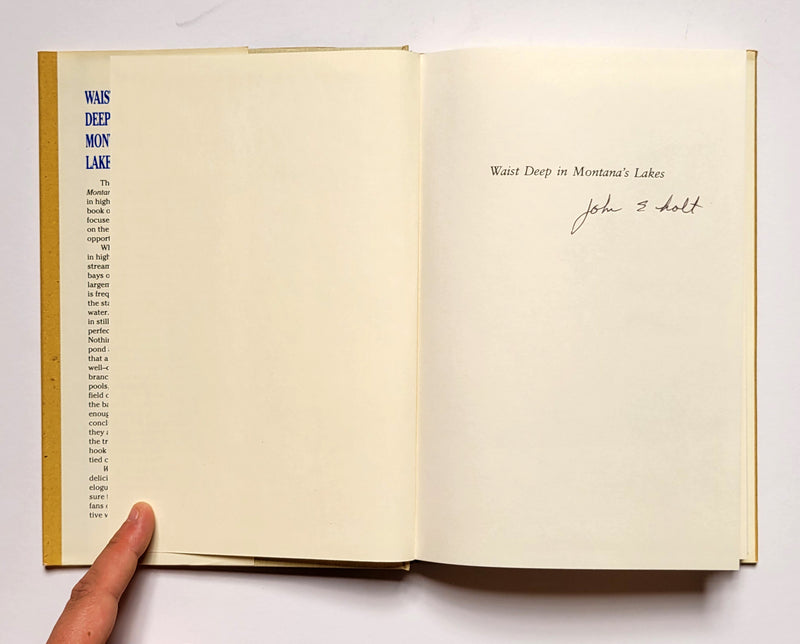 WAIS
DEEP
MON
LAKE
Th
Montan
in high
book o
focuse
on the
opport
Wh
in high
stream
bays o
largem
is freq
the sta
water.
in still
perfec
Nothin
pond
that a
well-c
branc
pools,
field o
the ba
enoug
concl
they a
the tr
hook
tied c
W
delici
elogu
sure
fans o
tive v
Waist Deep in Montana's Lakes
John E Holt